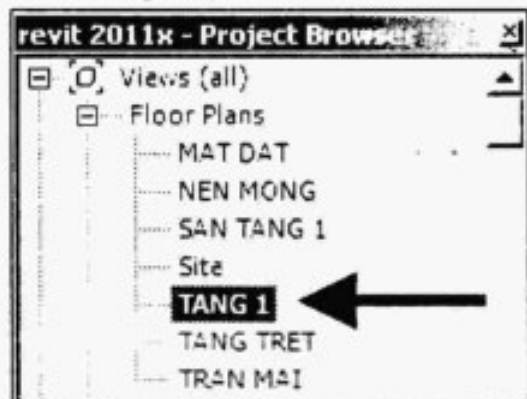 revit 2011x - Project Browser
Views (all)
Floor Plans
MAT DAT
NEN MONG
SAN TANG 1
Site
TANG 1
TANG TRET
TRAN MAI